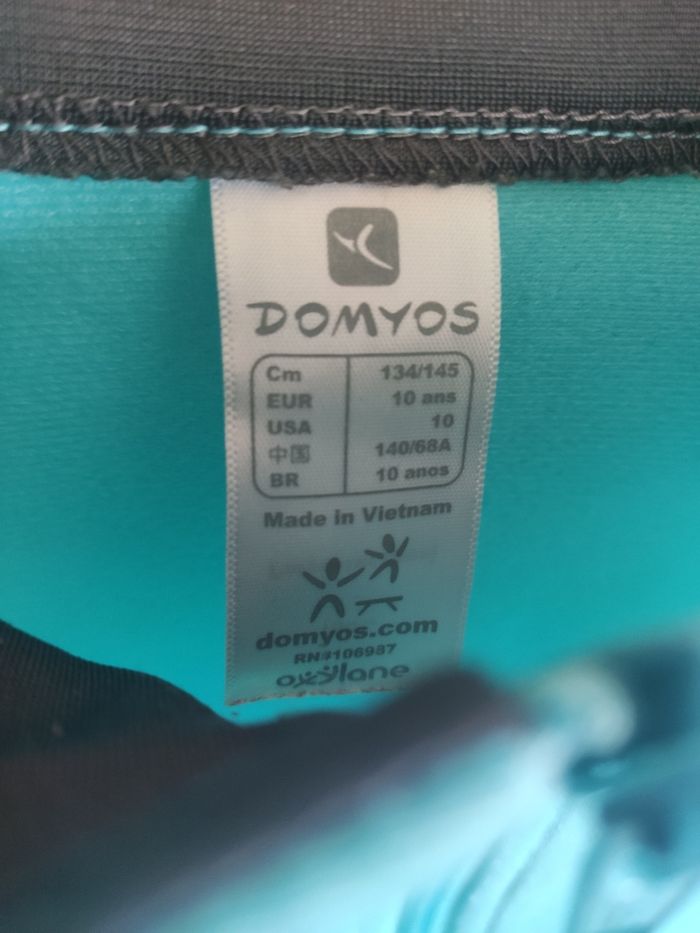 DOMYOS
Cm 134/145
EUR 10 ans
USA 10
中国 140/68A
BR 10 anos
Made in Vietnam
domyos.com
RN#106987
oxylane